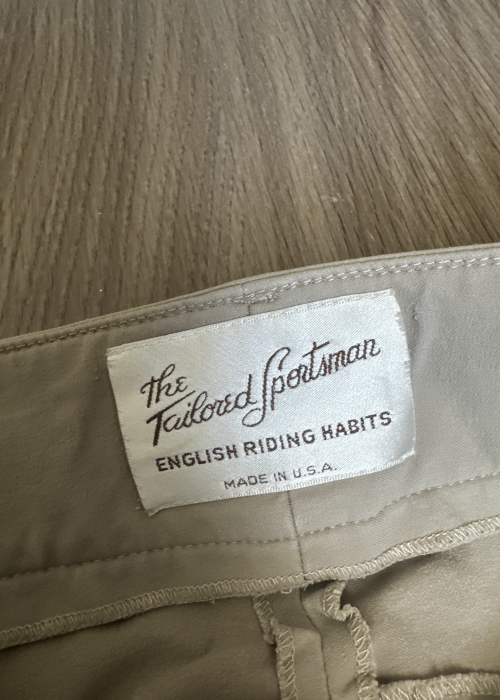 The
Tailored Sportsman
ENGLISH RIDING HABITS
MADE IN U.S.A.